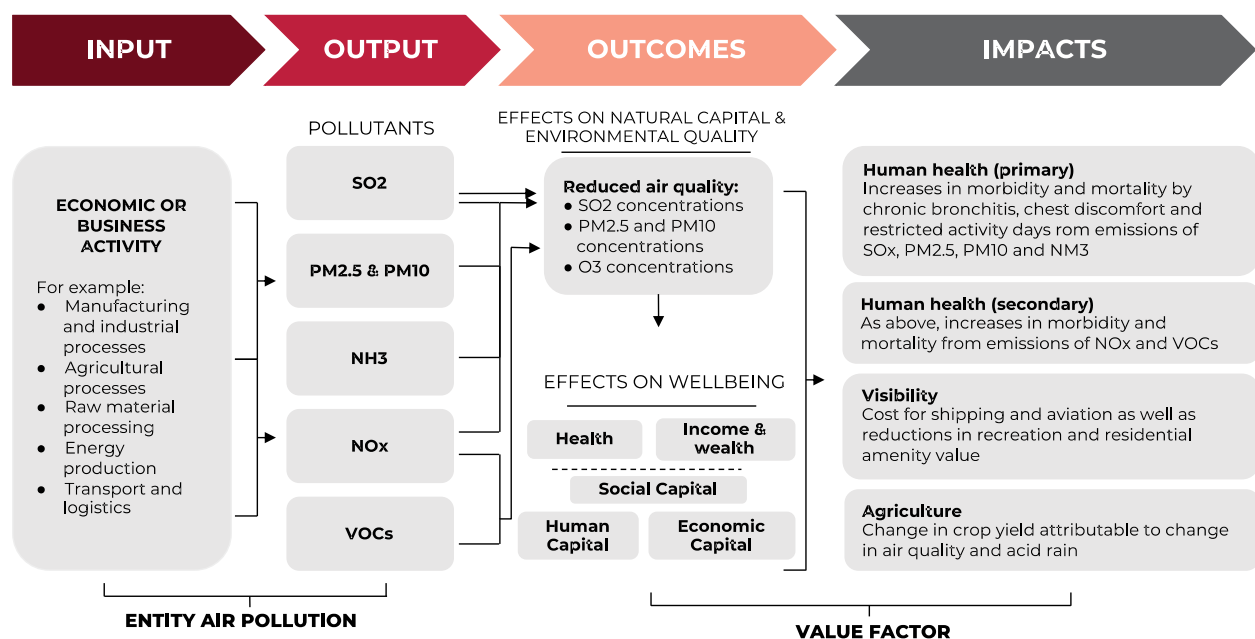 INPUT
OUTPUT
OUTCOMES
IMPACTS
ECONOMIC OR
BUSINESS
ACTIVITY
For example:
● Manufacturing
and industrial
processes
● Agricultural
processes
● Raw material
processing
● Energy
production
● Transport and
logistics
POLLUTANTS
SO2
PM2.5 & PM10
NH3
NOx
VOCs
EFFECTS ON NATURAL CAPITAL &
ENVIRONMENTAL QUALITY
Reduced air quality:
● SO2 concentrations
● PM2.5 and PM10
concentrations
● O3 concentrations
EFFECTS ON WELLBEING
Health
Income &
wealth
Social Capital
Human
Capital
Economic
Capital
Human health (primary)
Increases in morbidity and mortality by
chronic bronchitis, chest discomfort and
restricted activity days rom emissions of
SOx, PM2.5, PM10 and NM3
Human health (secondary)
As above, increases in morbidity and
mortality from emissions of NOx and VOCs
Visibility
Cost for shipping and aviation as well as
reductions in recreation and residential
amenity value
Agriculture
Change in crop yield attributable to change
in air quality and acid rain
ENTITY AIR POLLUTION
VALUE FACTOR